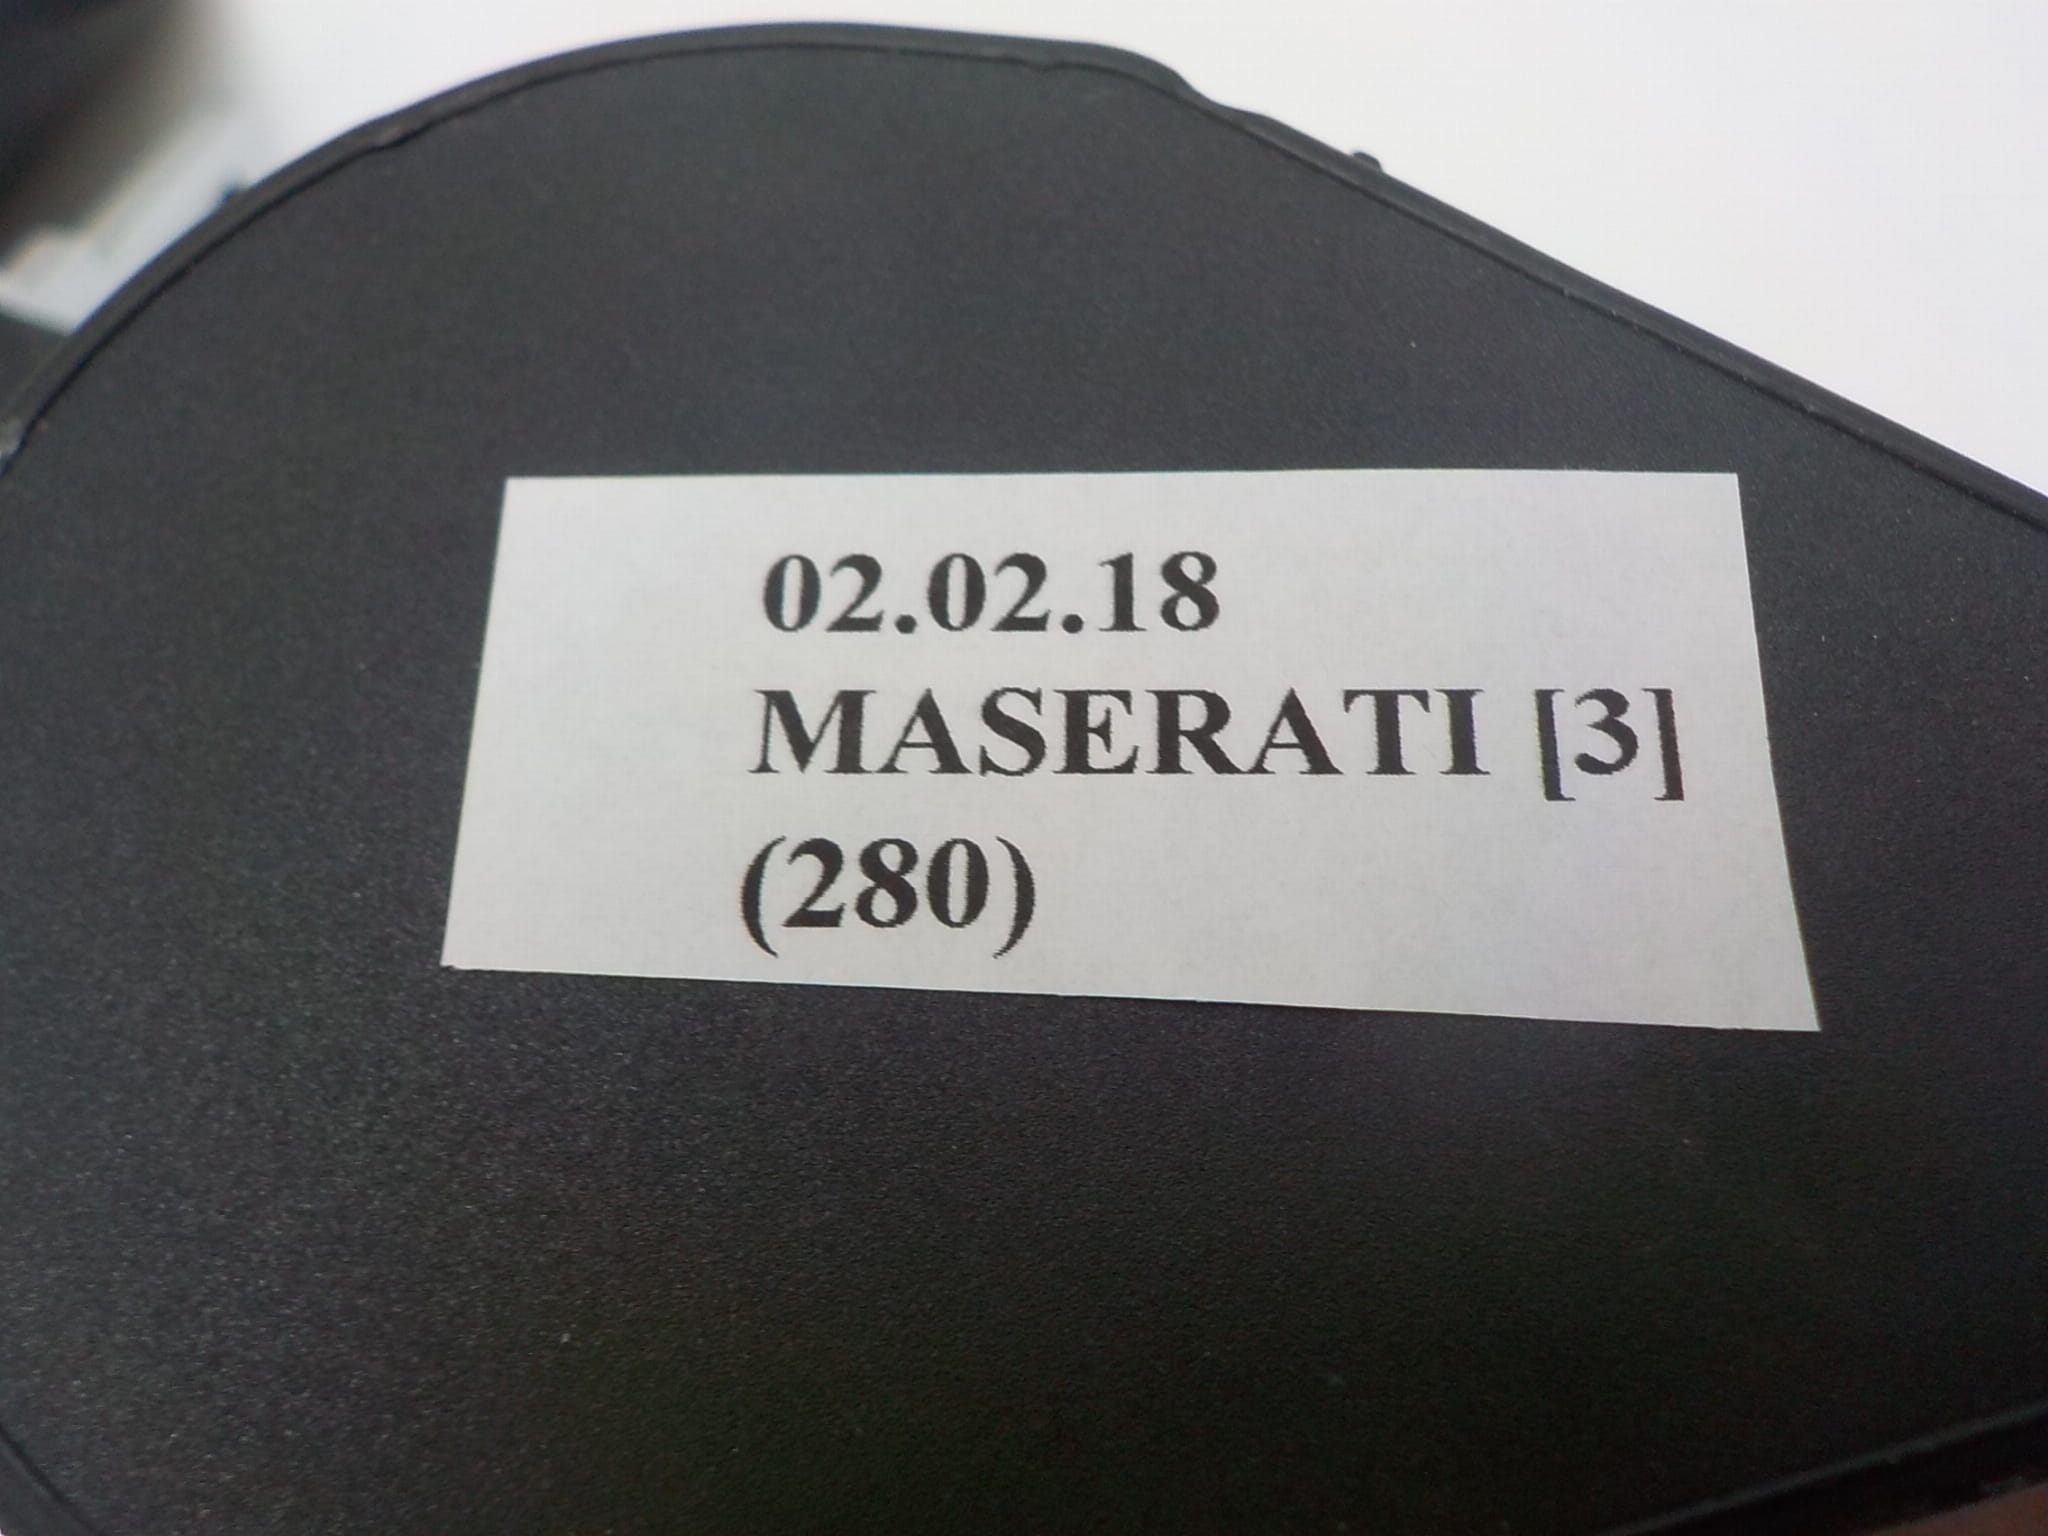 02.02.18
MASERATI [3]
(280)